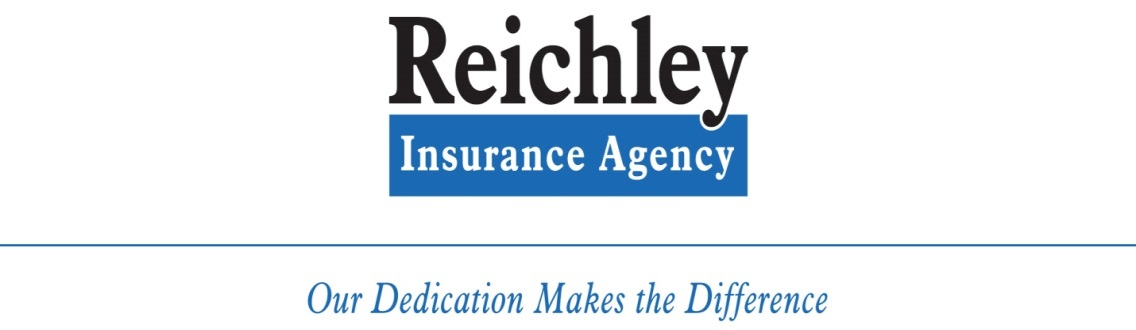 Reichley
Insurance Agency
Our Dedication Makes the Difference